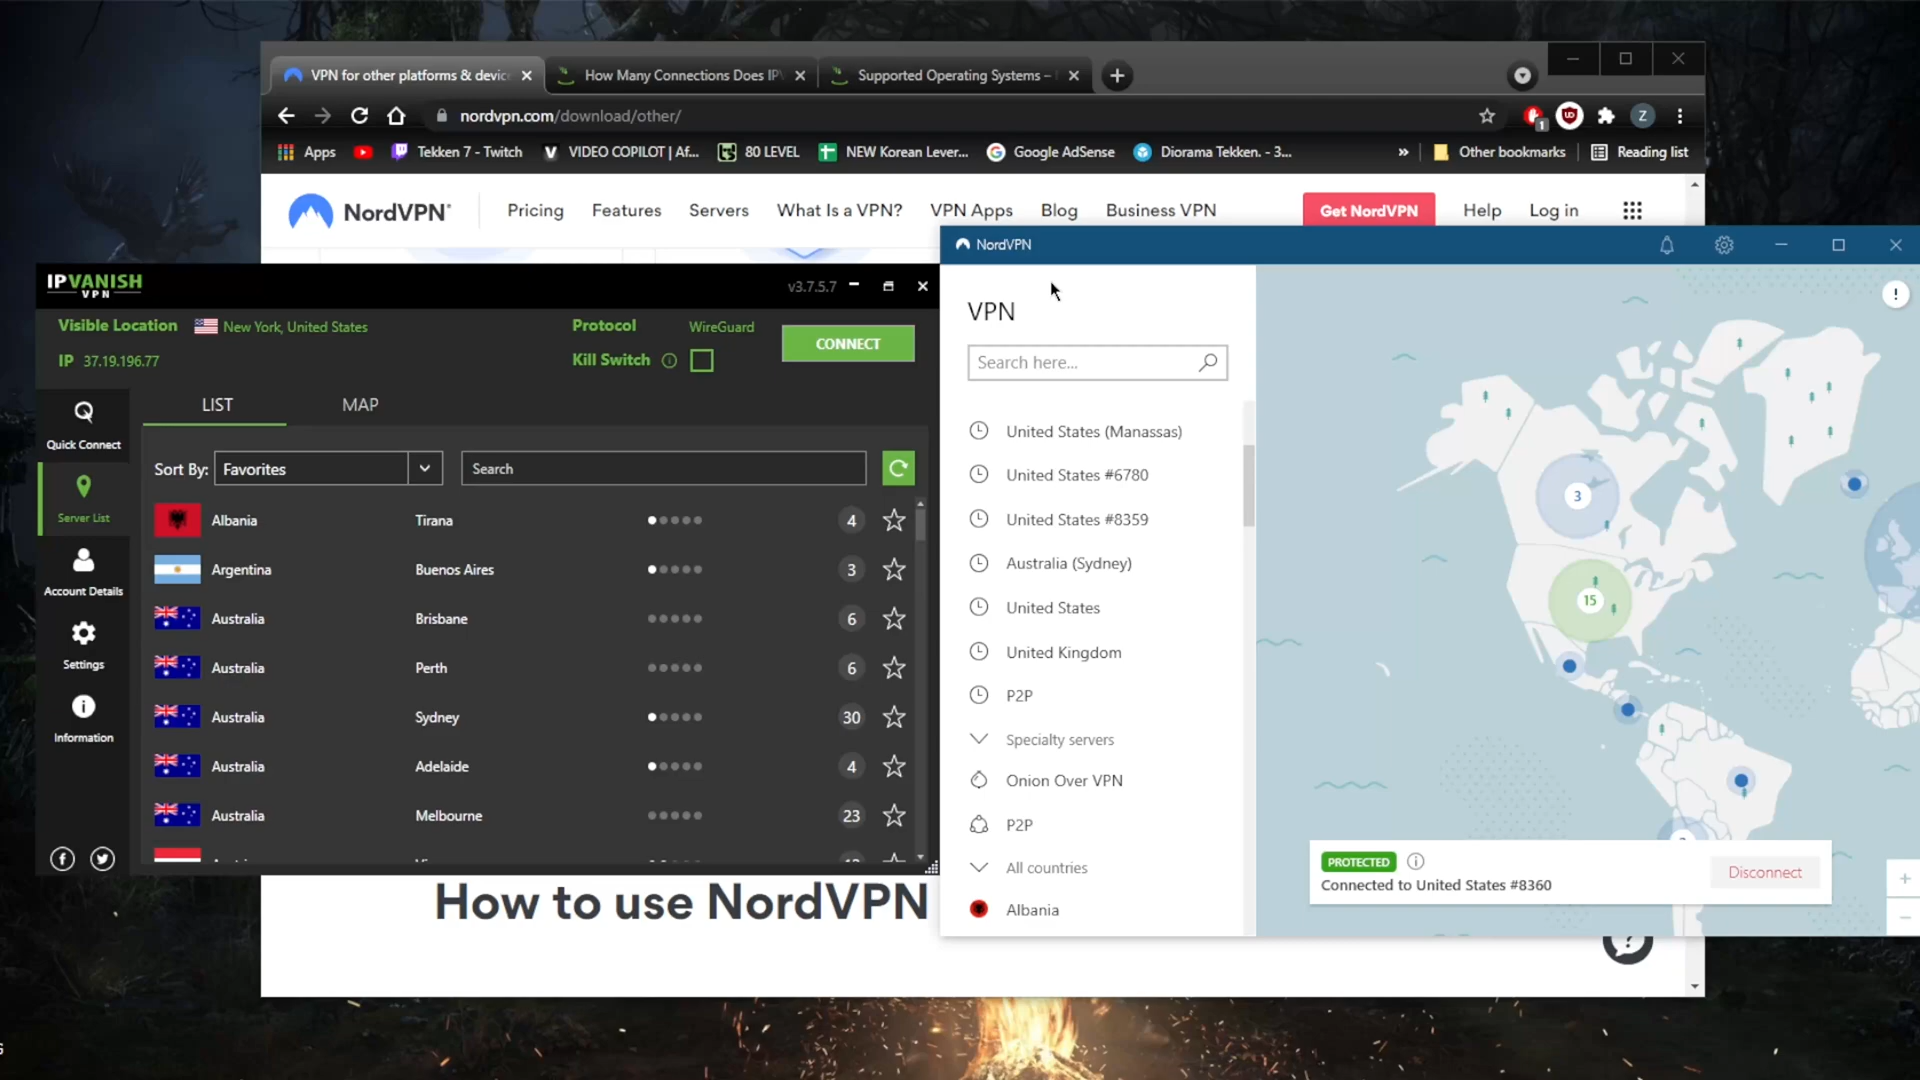 VPN for other platforms & device
How Many Connections Does IPV
Supported Operating Systems –
nordvpn.com/download/other/
Apps
Tekken 7 - Twitch
VIDEO COPILOT | Af...
80 LEVEL
NEW Korean Lever...
Google AdSense
Diorama Tekken. - 3...
»
Other bookmarks
Reading list
NordVPN®
Pricing
Features
Servers
What Is a VPN?
VPN Apps
Blog
Business VPN
Get NordVPN
Help
Log in
IPVANISH
VPN
v3.7.5.7
Visible Location
New York, United States
Protocol
WireGuard
CONNECT
IP 37.19.196.77
Kill Switch
Quick Connect
Server List
Account Details
Settings
Information
LIST
MAP
Sort By:
Favorites
Search
Albania Tirana 4
Argentina Buenos Aires 3
Australia Brisbane 6
Australia Perth 6
Australia Sydney 30
Australia Adelaide 4
Australia Melbourne 23
NordVPN
VPN
Search here...
United States (Manassas)
United States #6780
United States #8359
Australia (Sydney)
United States
United Kingdom
P2P
Specialty servers
Onion Over VPN
P2P
All countries
Albania
3
15
PROTECTED
Connected to United States #8360
Disconnect
How to use NordVPN